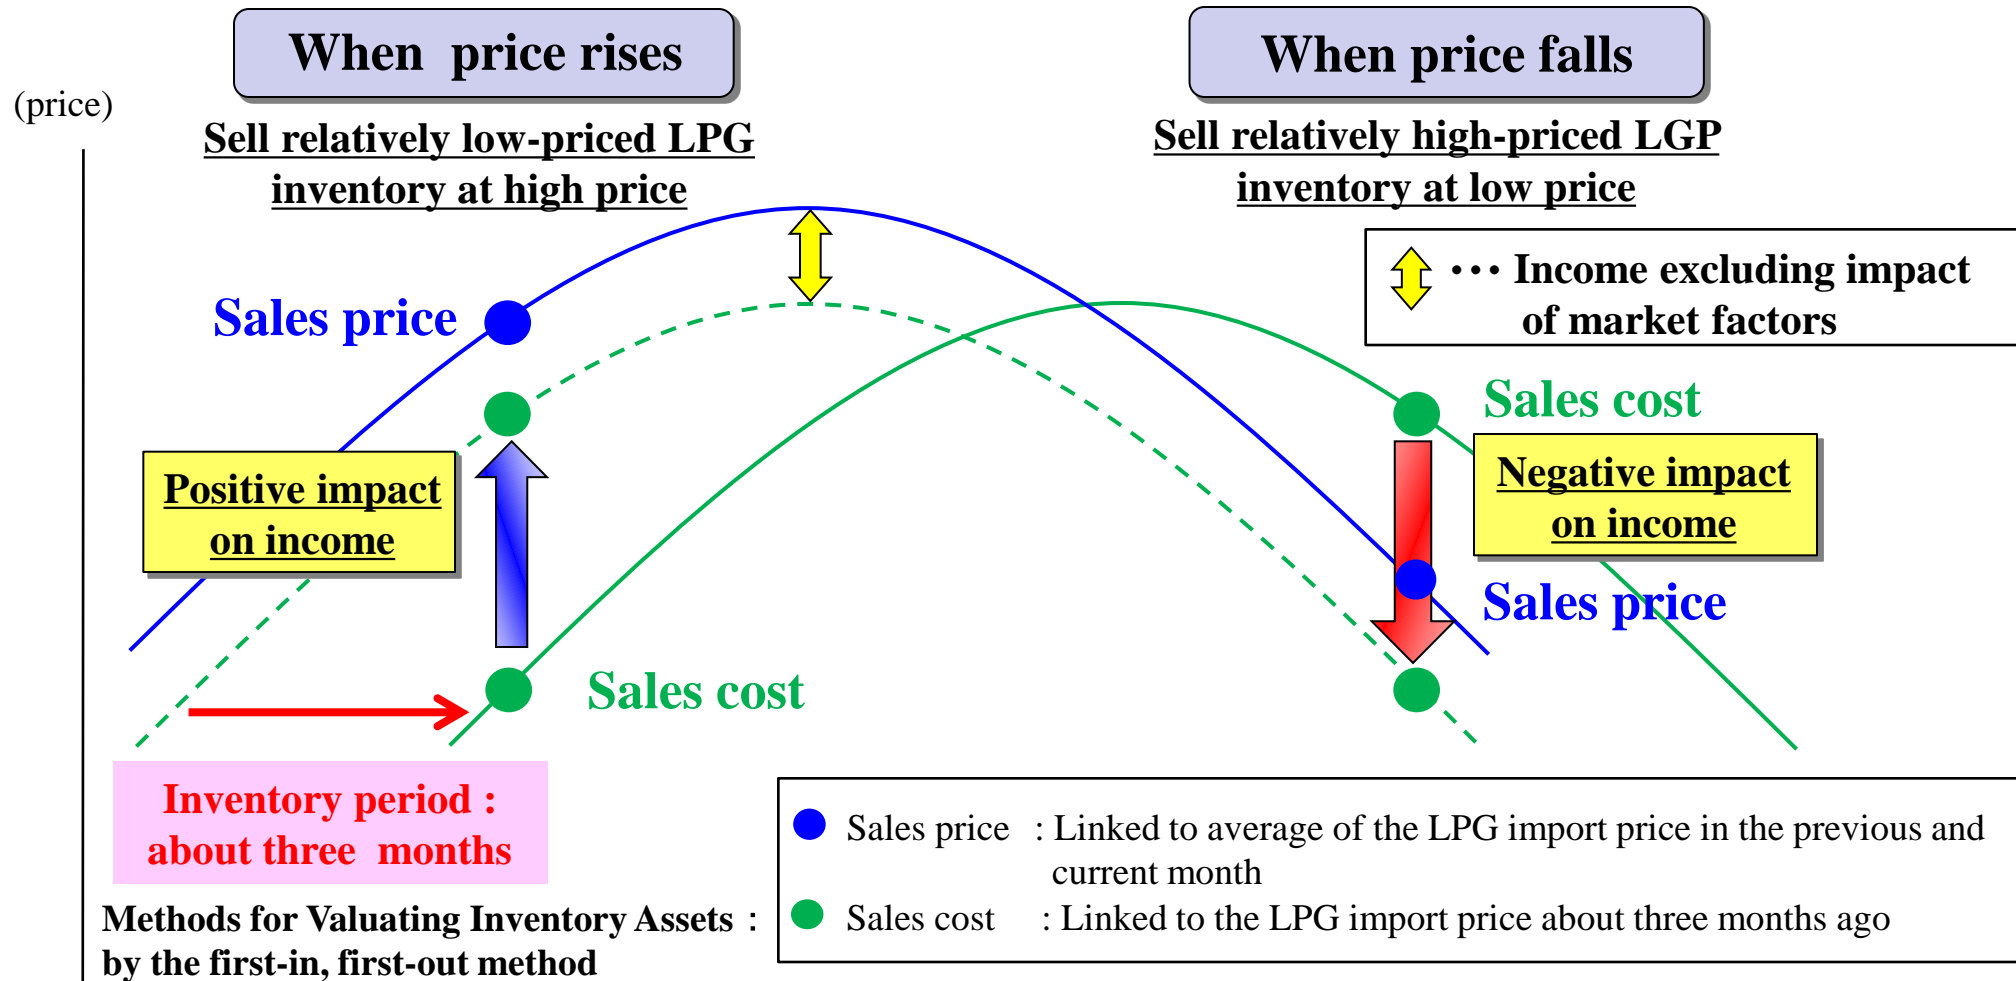 When price rises
When price falls
(price)
Sell relatively low-priced LPG
inventory at high price
Sell relatively high-priced LGP
inventory at low price
••• Income excluding impact
of market factors
Sales price
Sales cost
Positive impact
on income
Negative impact
on income
Sales price
Sales cost
Inventory period :
about three months
Sales price : Linked to average of the LPG import price in the previous and
current month
Sales cost : Linked to the LPG import price about three months ago
Methods for Valuating Inventory Assets :
by the first-in, first-out method